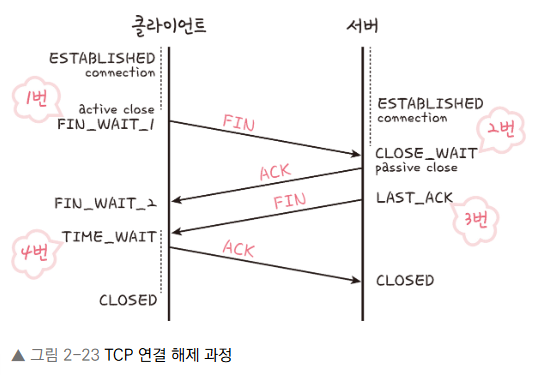 클라이언트
서버
ESTABLISHED
connection
1번
active close
FIN_WAIT_1
FIN
ESTABLISHED
connection
2번
CLOSE_WAIT
passive close
ACK
FIN
FIN_WAIT_2
LAST_ACK
3번
TIME_WAIT
4번
ACK
CLOSED
CLOSED
▲ 그림 2-23 TCP 연결 해제 과정